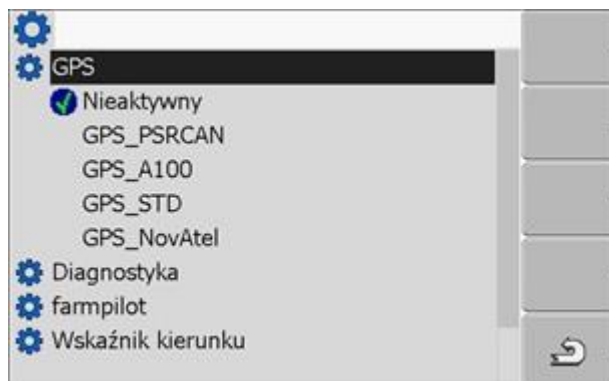 GPS
Nieaktywny
GPS_PSRCAN
GPS_A100
GPS_STD
GPS_NovAtel
Diagnostyka
farmpilot
Wskaźnik kierunku